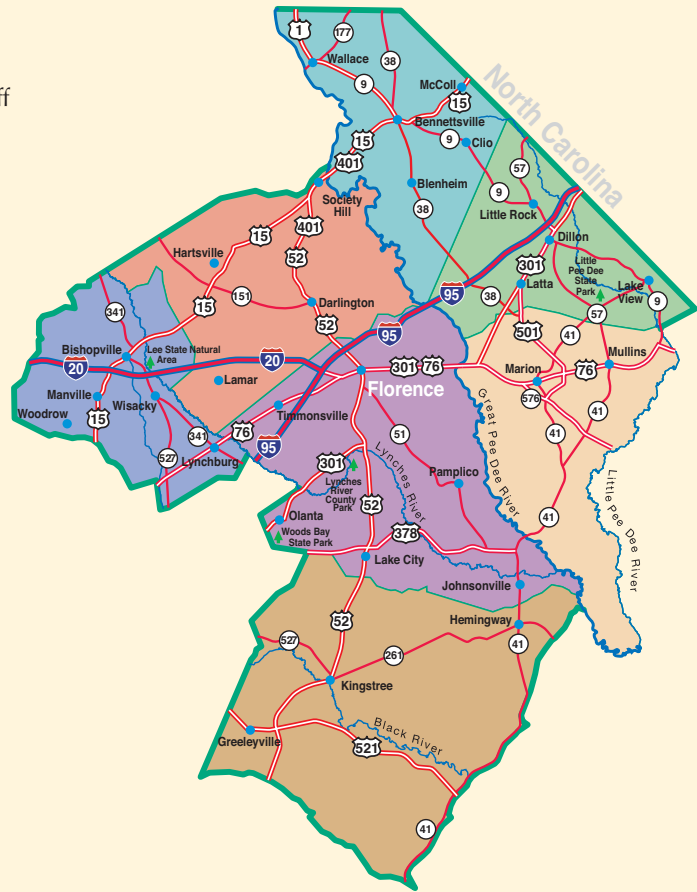 ff
North Carolina
1
177
Wallace
38
McColl
9
15
Bennettsville
15
9
Clio
401
57
Blenheim
9
Society
Hill
38
Little Rock
401
15
Dillon
Hartsville
52
301
Little
Pee Dee
State
Park
Lake
View
95
Latta
38
9
151
15
Darlington
57
341
52
95
501
41
Bishopville
Lee State Natural
Area
20
20
301
76
Mullins
Marion
76
Florence
Lamar
Manville
Wisacky
576
41
Woodrow
15
Timmonsville
341
76
51
527
Lynchburg
95
41
Great Pee Dee River
301
Lynches River
Lynches
River
County
Park
Pamplico
Little Pee Dee River
52
Olanta
41
Woods Bay
State Park
378
Lake City
Johnsonville
52
Hemingway
527
41
261
Kingstree
Black River
Greeleyville
521
41